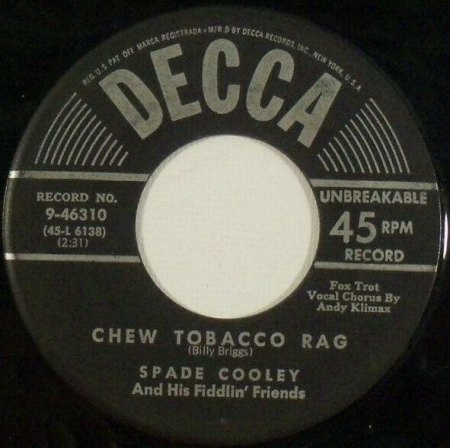 REG. U.S. PAT. OFF. MARCA REGISTRADA • MFR'D BY DECCA RECORDS, INC., NEW YORK, U.S.A.
DECCA
RECORD NO.
9-46310
(45-L 6138)
(2:31)
UNBREAKABLE
45 RPM
RECORD
Fox Trot
Vocal Chorus By
Andy Klimax
CHEW TOBACCO RAG
(Billy Briggs)
SPADE COOLEY
And His Fiddlin' Friends